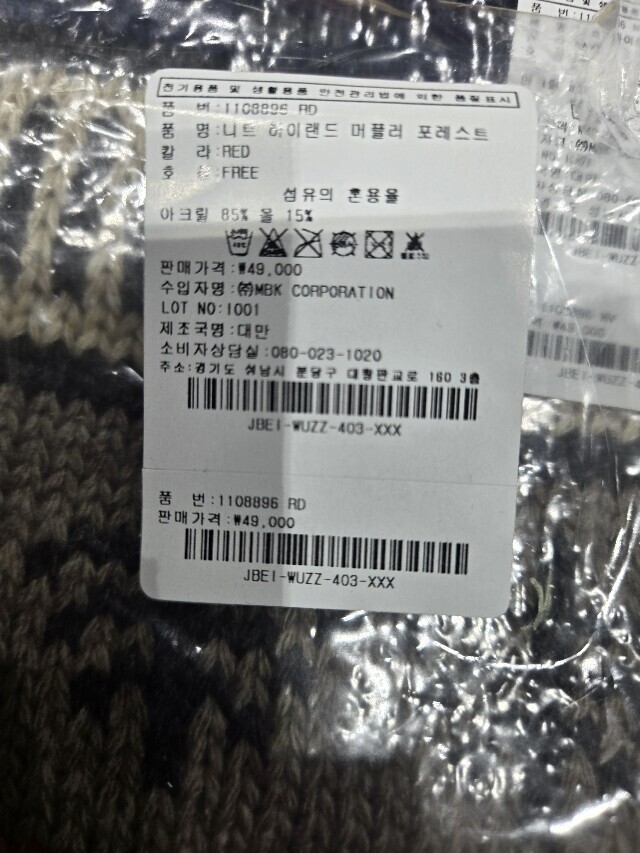 전기용품 및 생활용품 안전관리법에 의한 품질표시
품 번:1108896 RD
품 명:니트 하이랜드 머플러 포레스트
칼 라:RED
호 칭:FREE
섬유의 혼용율
아크릴 85% 울 15%
판매가격:₩49,000
수입자명:㈜MBK CORPORATION
LOT NO:I001
제조국명:대만
소비자상담실:080-023-1020
주소:경기도 성남시 분당구 대왕판교로 160 3층
JBEI-WUZZ-403-XXX
품 번:1108896 RD
판매가격:₩49,000
JBEI-WUZZ-403-XXX